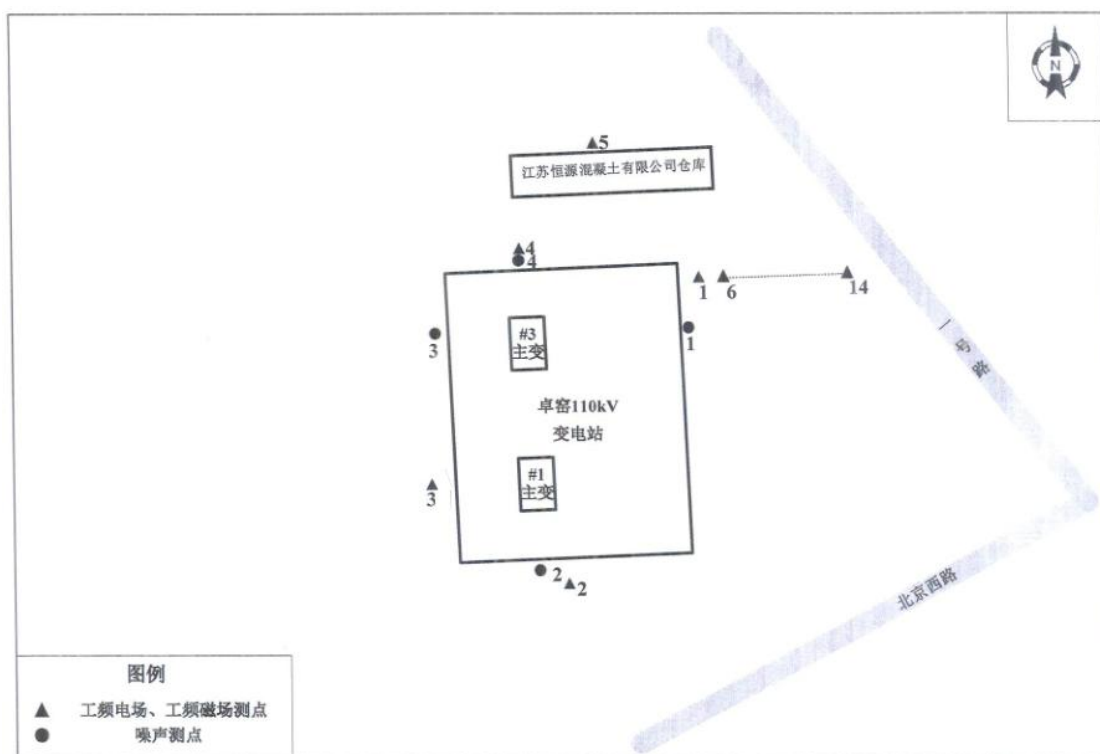 N
5
江苏恒源混凝土有限公司仓库
4
4
1
6
14
3
1
#3
主变
一号路
卓窑110kV
变电站
#1
主变
3
2
2
北京西路
图例
工频电场、工频磁场测点
噪声测点